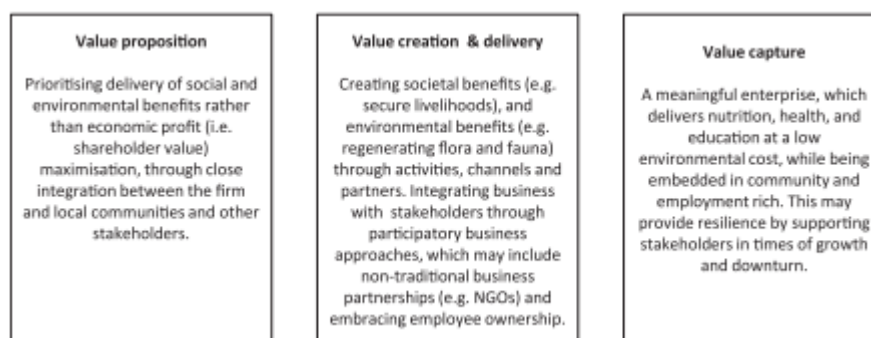 Value proposition
Prioritising delivery of social and
environmental benefits rather
than economic profit (i.e.
shareholder value)
maximisation, through close
integration between the firm
and local communities and other
stakeholders.
Value creation & delivery
Creating societal benefits (e.g.
secure livelihoods), and
environmental benefits (e.g.
regenerating flora and fauna)
through activities, channels and
partners. Integrating business
with stakeholders through
participatory business
approaches, which may include
non-traditional business
partnerships (e.g. NGOs) and
embracing employee ownership.
Value capture
A meaningful enterprise, which
delivers nutrition, health, and
education at a low
environmental cost, while being
embedded in community and
employment rich. This may
provide resilience by supporting
stakeholders in times of growth
and downturn.